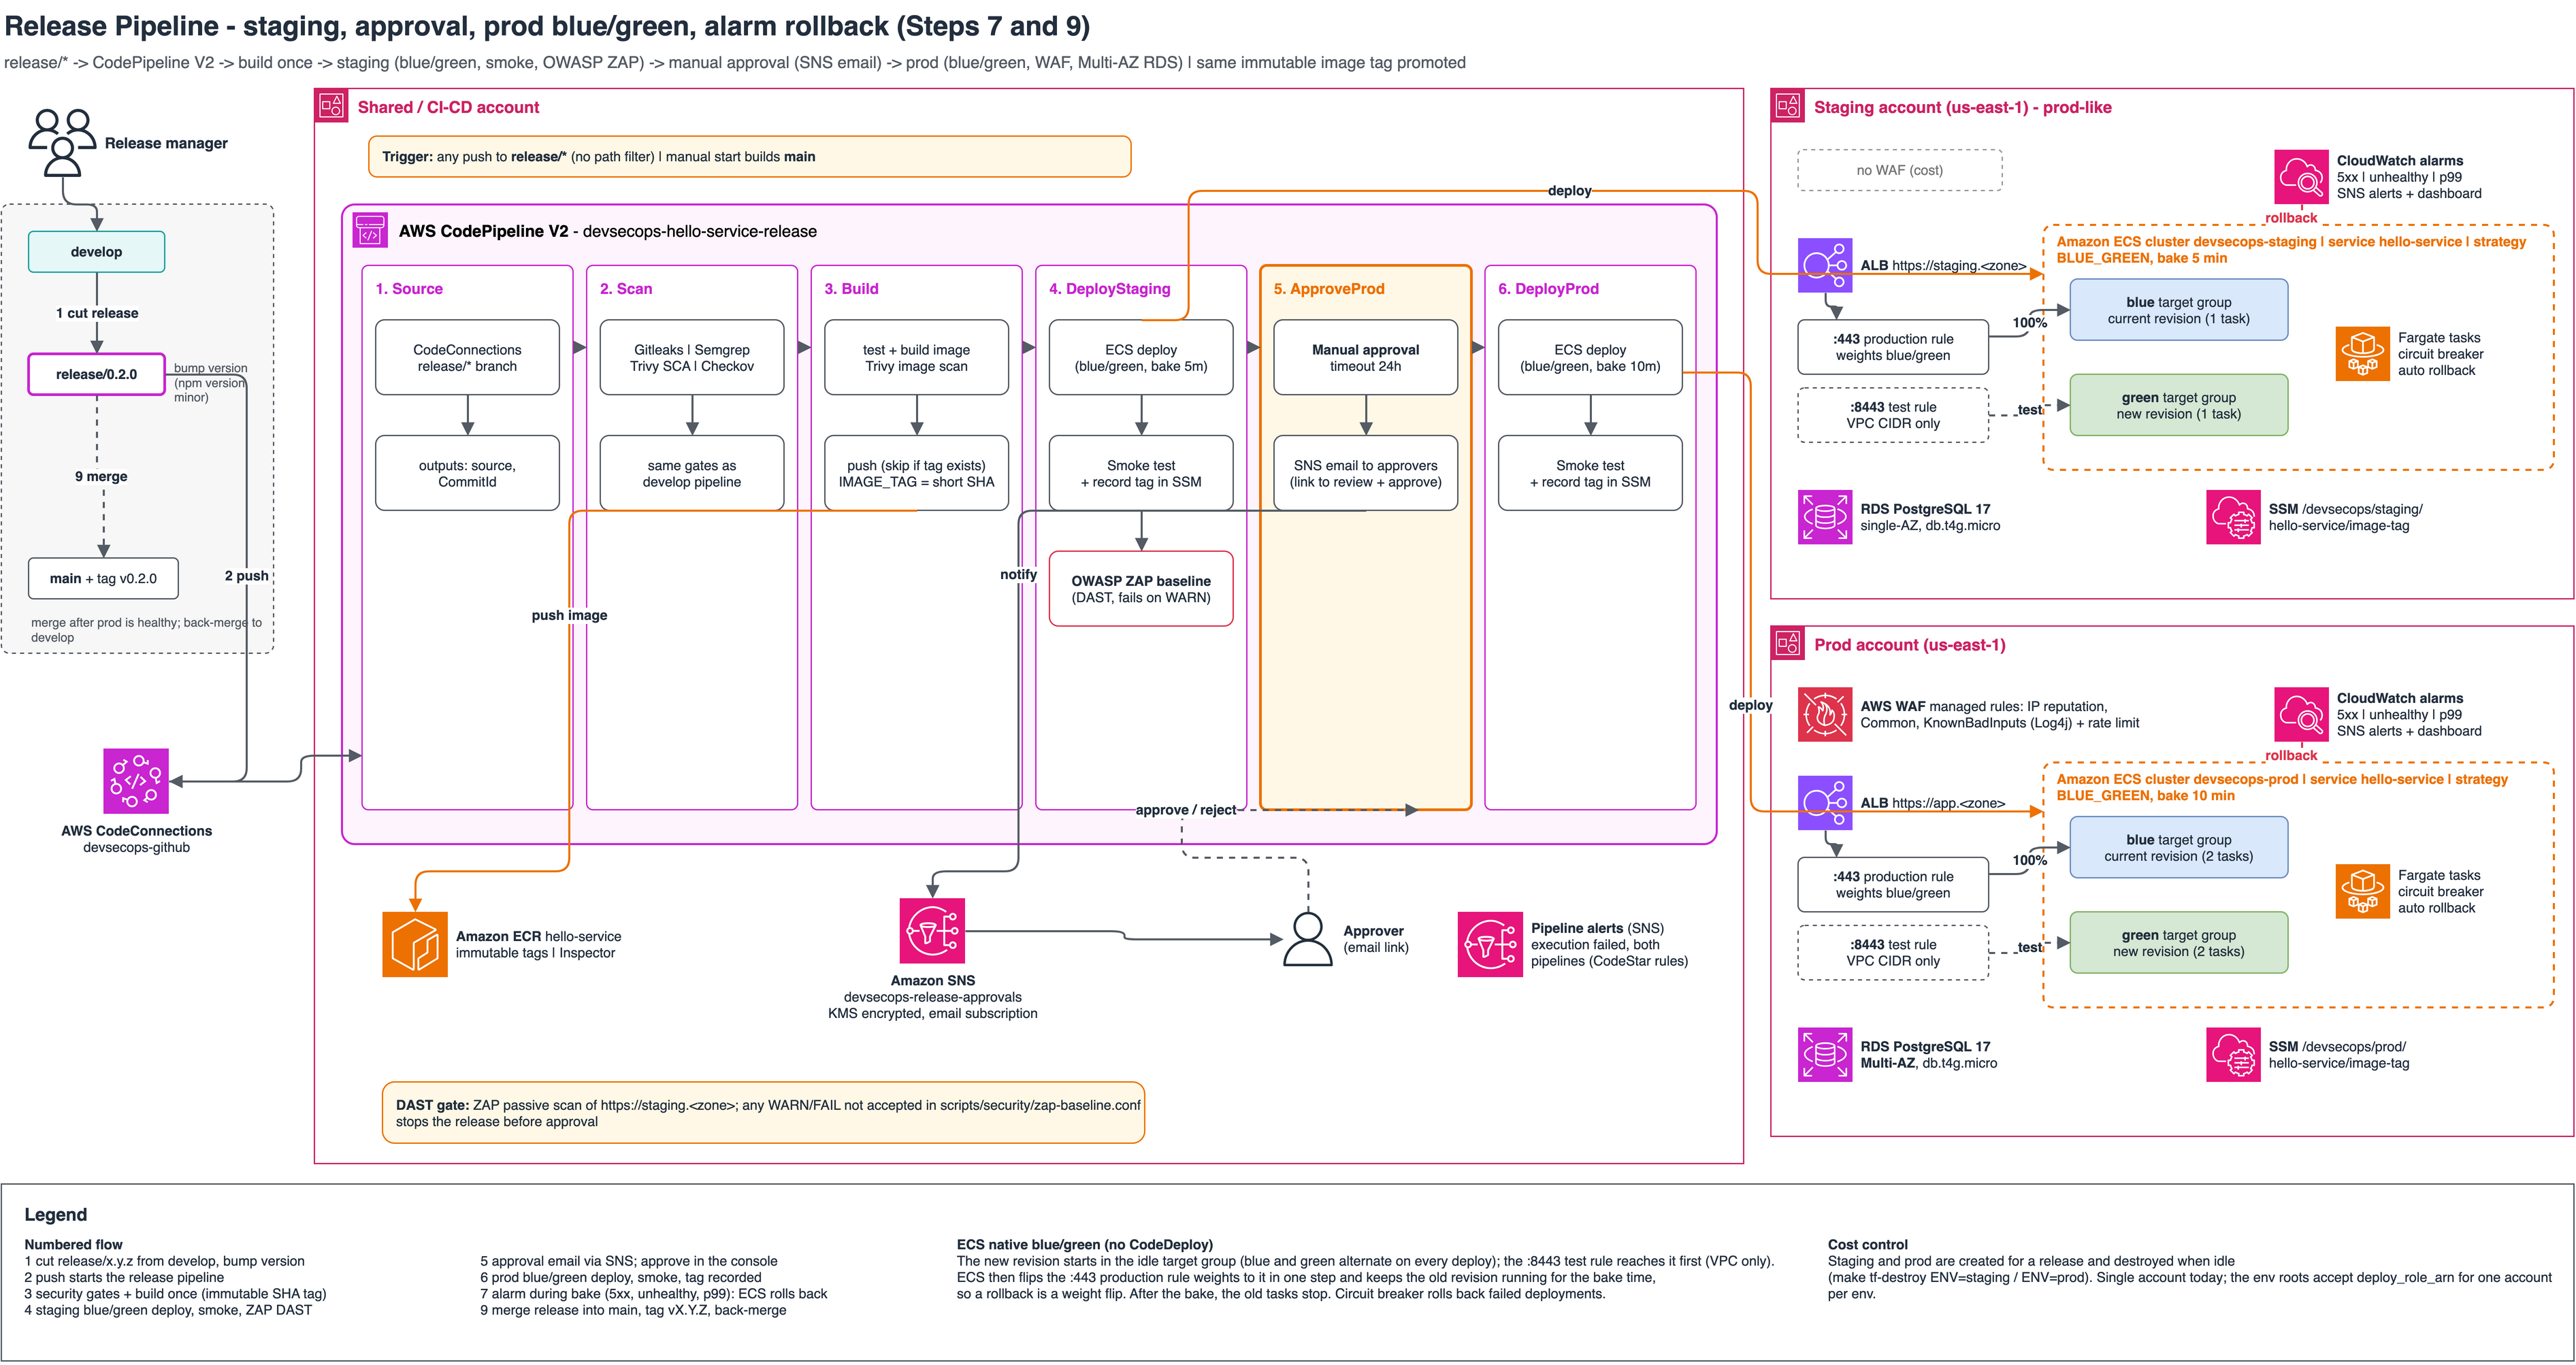 Release Pipeline - staging, approval, prod blue/green, alarm rollback (Steps 7 and 9)
release/* -> CodePipeline V2 -> build once -> staging (blue/green, smoke, OWASP ZAP) -> manual approval (SNS email) -> prod (blue/green, WAF, Multi-AZ RDS) | same immutable image tag promoted
Release manager
develop
1 cut release
release/0.2.0
bump version
(npm version
minor)
9 merge
main + tag v0.2.0
2 push
merge after prod is healthy; back-merge to
develop
AWS CodeConnections
devsecops-github
Shared / CI-CD account
Trigger: any push to release/* (no path filter) | manual start builds main
deploy
AWS CodePipeline V2 - devsecops-hello-service-release
1. Source
CodeConnections
release/* branch
outputs: source,
CommitId
2. Scan
Gitleaks | Semgrep
Trivy SCA | Checkov
same gates as
develop pipeline
3. Build
test + build image
Trivy image scan
push (skip if tag exists)
IMAGE_TAG = short SHA
4. DeployStaging
ECS deploy
(blue/green, bake 5m)
Smoke test
+ record tag in SSM
OWASP ZAP baseline
(DAST, fails on WARN)
5. ApproveProd
Manual approval
timeout 24h
SNS email to approvers
(link to review + approve)
6. DeployProd
ECS deploy
(blue/green, bake 10m)
Smoke test
+ record tag in SSM
push image
notify
approve / reject
deploy
Amazon ECR hello-service
immutable tags | Inspector
Amazon SNS
devsecops-release-approvals
KMS encrypted, email subscription
Approver
(email link)
Pipeline alerts (SNS)
execution failed, both
pipelines (CodeStar rules)
DAST gate: ZAP passive scan of https://staging.<zone>; any WARN/FAIL not accepted in scripts/security/zap-baseline.conf
stops the release before approval
Staging account (us-east-1) - prod-like
no WAF (cost)
CloudWatch alarms
5xx | unhealthy | p99
SNS alerts + dashboard
rollback
Amazon ECS cluster devsecops-staging | service hello-service | strategy
BLUE_GREEN, bake 5 min
ALB https://staging.<zone>
:443 production rule
weights blue/green
100%
blue target group
current revision (1 task)
:8443 test rule
VPC CIDR only
test
green target group
new revision (1 task)
Fargate tasks
circuit breaker
auto rollback
RDS PostgreSQL 17
single-AZ, db.t4g.micro
SSM /devsecops/staging/
hello-service/image-tag
Prod account (us-east-1)
AWS WAF managed rules: IP reputation,
Common, KnownBadInputs (Log4j) + rate limit
CloudWatch alarms
5xx | unhealthy | p99
SNS alerts + dashboard
rollback
Amazon ECS cluster devsecops-prod | service hello-service | strategy
BLUE_GREEN, bake 10 min
ALB https://app.<zone>
:443 production rule
weights blue/green
100%
blue target group
current revision (2 tasks)
:8443 test rule
VPC CIDR only
test
green target group
new revision (2 tasks)
Fargate tasks
circuit breaker
auto rollback
RDS PostgreSQL 17
Multi-AZ, db.t4g.micro
SSM /devsecops/prod/
hello-service/image-tag
Legend
Numbered flow
1 cut release/x.y.z from develop, bump version
2 push starts the release pipeline
3 security gates + build once (immutable SHA tag)
4 staging blue/green deploy, smoke, ZAP DAST
5 approval email via SNS; approve in the console
6 prod blue/green deploy, smoke, tag recorded
7 alarm during bake (5xx, unhealthy, p99): ECS rolls back
9 merge release into main, tag vX.Y.Z, back-merge
ECS native blue/green (no CodeDeploy)
The new revision starts in the idle target group (blue and green alternate on every deploy); the :8443 test rule reaches it first (VPC only).
ECS then flips the :443 production rule weights to it in one step and keeps the old revision running for the bake time,
so a rollback is a weight flip. After the bake, the old tasks stop. Circuit breaker rolls back failed deployments.
Cost control
Staging and prod are created for a release and destroyed when idle
(make tf-destroy ENV=staging / ENV=prod). Single account today; the env roots accept deploy_role_arn for one account
per env.